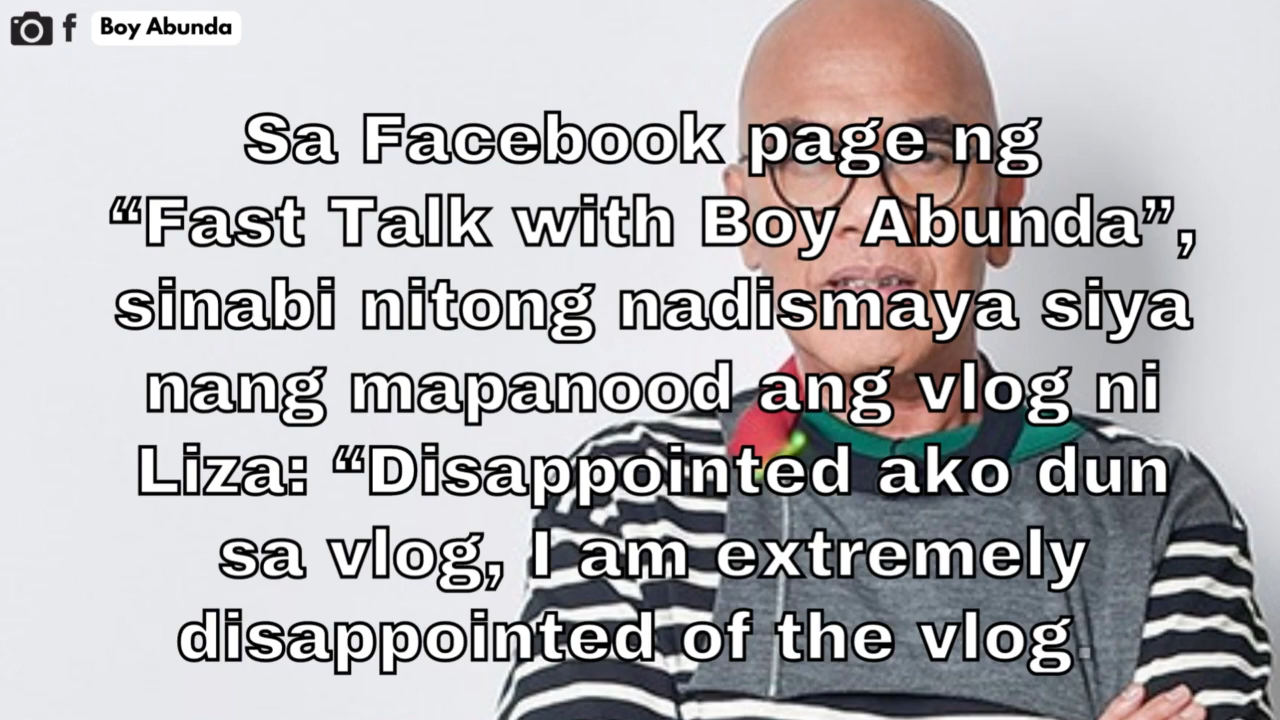 f Boy Abunda
Sa Facebook page ng
“Fast Talk with Boy Abunda”,
sinabi nitong nadismaya siya
nang mapanood ang vlog ni
Liza: “Disappointed ako dun
sa vlog, I am extremely
disappointed of the vlog.